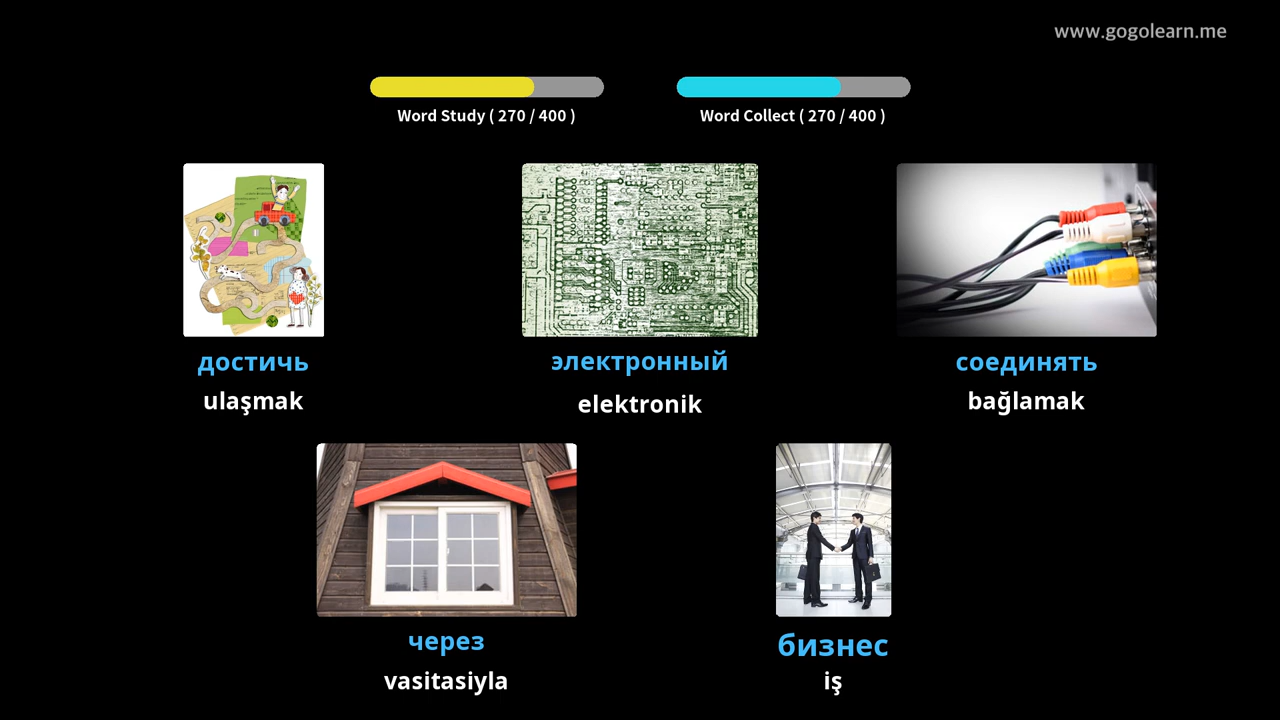 www.gogolearn.me
Word Study ( 270 / 400 )
Word Collect ( 270 / 400 )
достичь
ulaşmak
электронный
elektronik
соединять
bağlamak
через
vasitasiyla
бизнес
iş